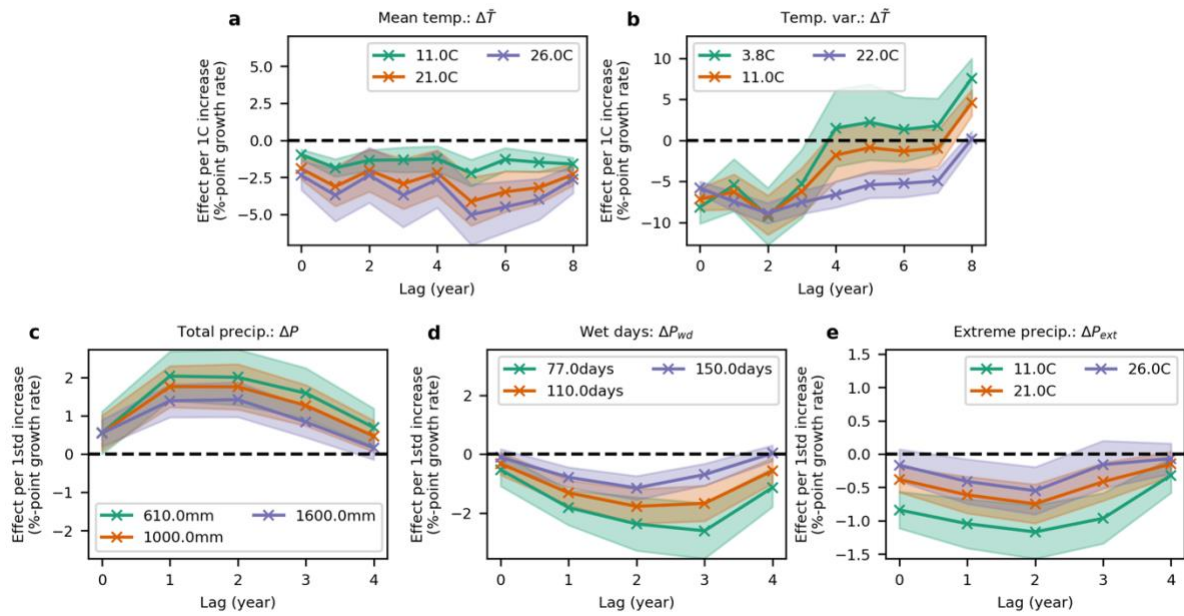 a
Mean temp.: ΔT̄
Effect per 1C increase
(%-point growth rate)
5.0
2.5
0.0
−2.5
−5.0
11.0C
21.0C
26.0C
0 2 4 6 8
Lag (year)
b
Temp. var.: ΔT̃
Effect per 1C increase
(%-point growth rate)
10
5
0
−5
−10
3.8C
11.0C
22.0C
0 2 4 6 8
Lag (year)
c
Total precip.: ΔP
Effect per 1std increase
(%-point growth rate)
2
1
0
−1
−2
610.0mm
1000.0mm
1600.0mm
0 1 2 3 4
Lag (year)
d
Wet days: ΔPwd
Effect per 1std increase
(%-point growth rate)
2
0
−2
77.0days
110.0days
150.0days
0 1 2 3 4
Lag (year)
e
Extreme precip.: ΔPext
Effect per 1std increase
(%-point growth rate)
1.5
1.0
0.5
0.0
−0.5
−1.0
−1.5
11.0C
21.0C
26.0C
0 1 2 3 4
Lag (year)